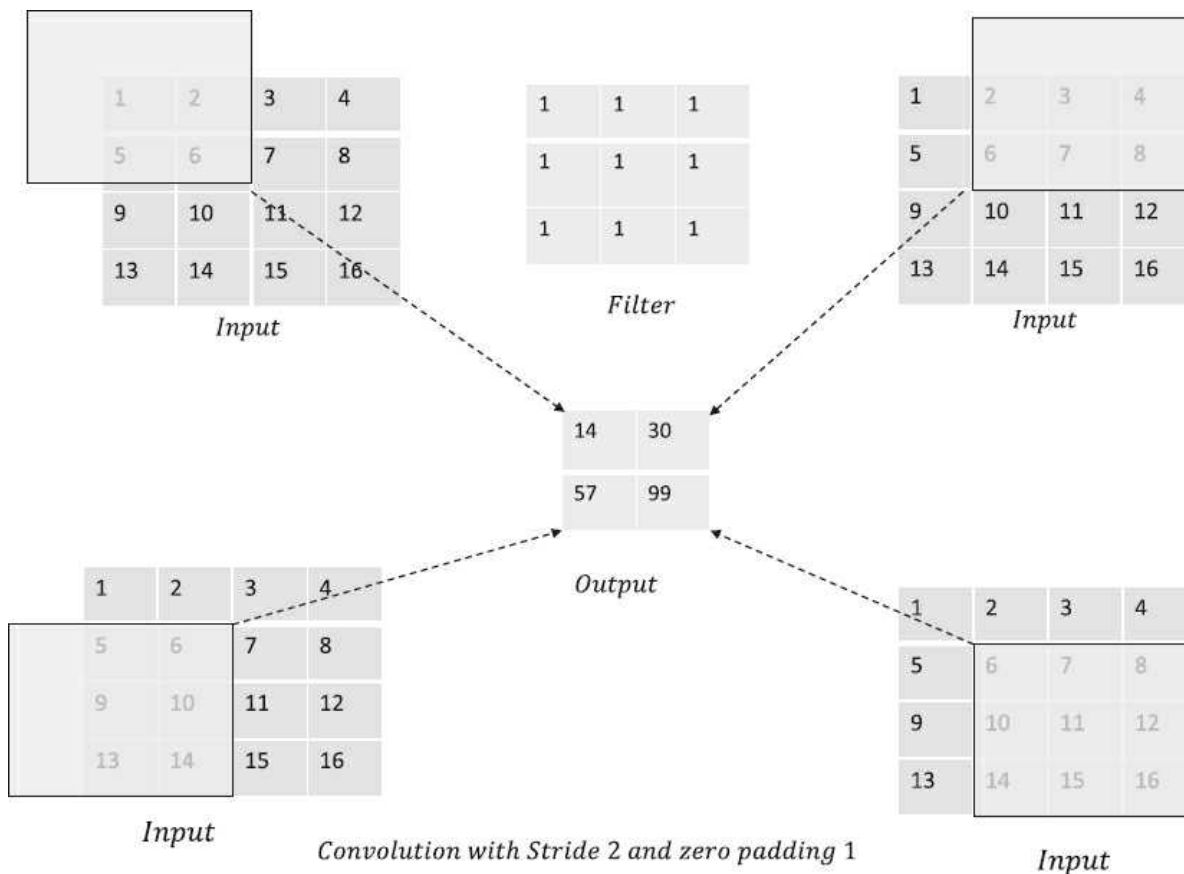 1 2 3 4
5 6 7 8
9 10 11 12
13 14 15 16
Input
1 1 1
1 1 1
1 1 1
Filter
1 2 3 4
5 6 7 8
9 10 11 12
13 14 15 16
Input
14 30
57 99
Output
1 2 3 4
5 6 7 8
9 10 11 12
13 14 15 16
Input
1 2 3 4
5 6 7 8
9 10 11 12
13 14 15 16
Input
Convolution with Stride 2 and zero padding 1